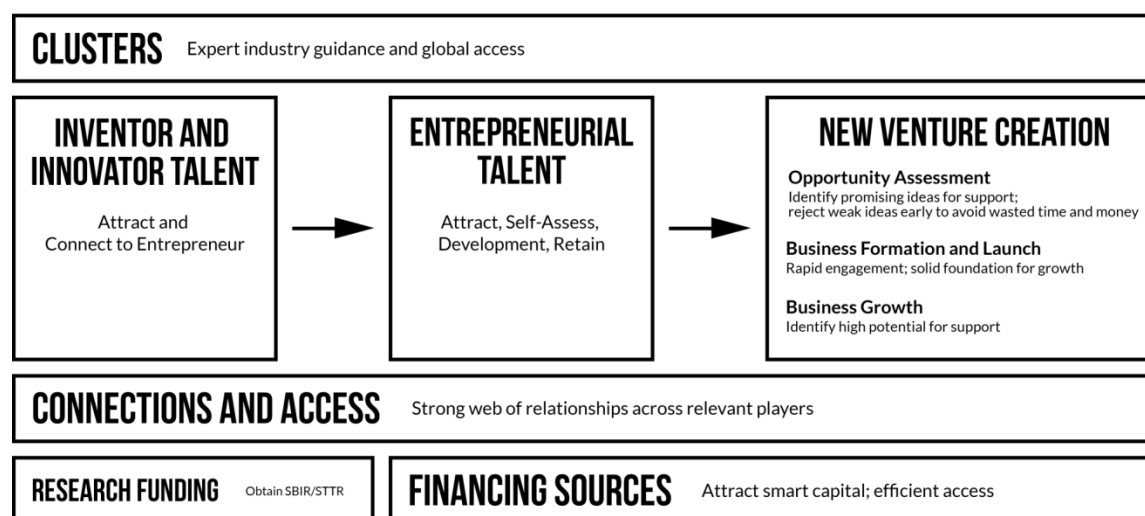 CLUSTERS Expert industry guidance and global access
INVENTOR AND
INNOVATOR TALENT
Attract and
Connect to Entrepreneur
ENTREPRENEURIAL
TALENT
Attract, Self-Assess,
Development, Retain
NEW VENTURE CREATION
Opportunity Assessment
Identify promising ideas for support;
reject weak ideas early to avoid wasted time and money
Business Formation and Launch
Rapid engagement; solid foundation for growth
Business Growth
Identify high potential for support
CONNECTIONS AND ACCESS Strong web of relationships across relevant players
RESEARCH FUNDING Obtain SBIR/STTR
FINANCING SOURCES Attract smart capital; efficient access